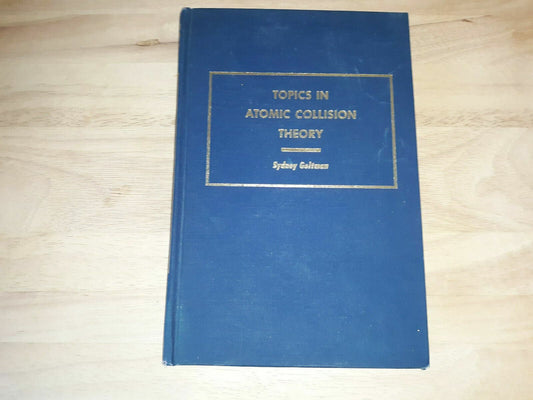 TOPICS IN
ATOMIC COLLISION
THEORY
Sydney Geltman